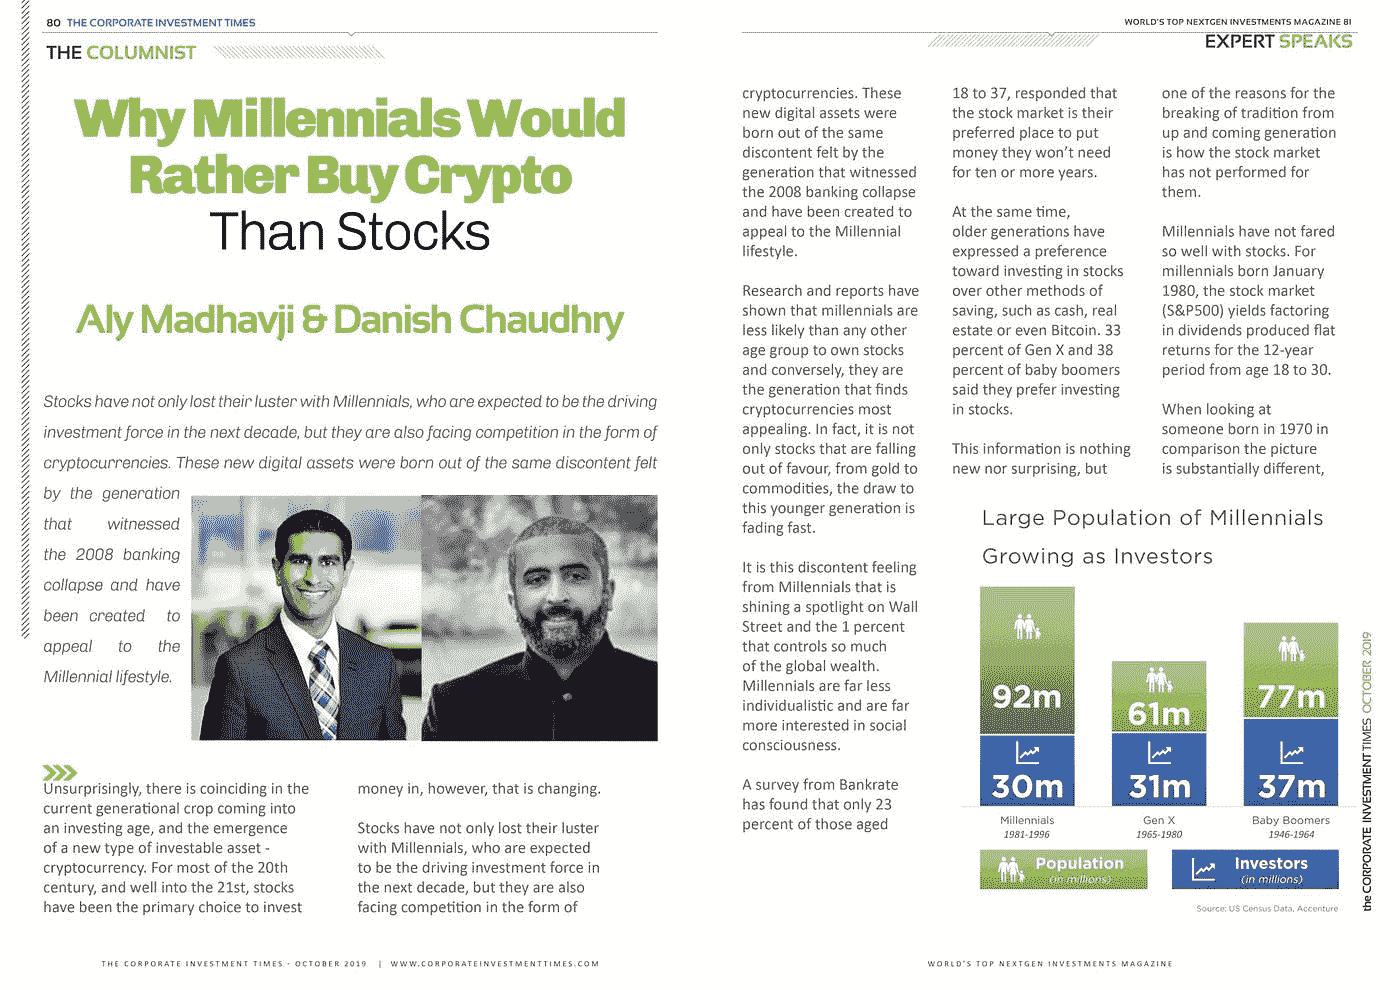 80 THE CORPORATE INVESTMENT TIMES
THE COLUMNIST
Why Millennials Would
Rather Buy Crypto
Than Stocks
Aly Madhavji & Danish Chaudhry
Stocks have not only lost their luster with Millennials, who are expected to be the driving
investment force in the next decade, but they are also facing competition in the form of
cryptocurrencies. These new digital assets were born out of the same discontent felt
by the generation
that witnessed
the 2008 banking
collapse and have
been created to
appeal to the
Millennial lifestyle.
Unsurprisingly, there is coinciding in the
current generational crop coming into
an investing age, and the emergence
of a new type of investable asset -
cryptocurrency. For most of the 20th
century, and well into the 21st, stocks
have been the primary choice to invest
money in, however, that is changing.
Stocks have not only lost their luster
with Millennials, who are expected
to be the driving investment force in
the next decade, but they are also
facing competition in the form of
THE CORPORATE INVESTMENT TIMES - OCTOBER 2019 | WWW.CORPORATEINVESTMENTTIMES.COM
WORLD'S TOP NEXTGEN INVESTMENTS MAGAZINE 81
EXPERT SPEAKS
cryptocurrencies. These
new digital assets were
born out of the same
discontent felt by the
generation that witnessed
the 2008 banking collapse
and have been created to
appeal to the Millennial
lifestyle.
Research and reports have
shown that millennials are
less likely than any other
age group to own stocks
and conversely, they are
the generation that finds
cryptocurrencies most
appealing. In fact, it is not
only stocks that are falling
out of favour, from gold to
commodities, the draw to
this younger generation is
fading fast.
It is this discontent feeling
from Millennials that is
shining a spotlight on Wall
Street and the 1 percent
that controls so much
of the global wealth.
Millennials are far less
individualistic and are far
more interested in social
consciousness.
A survey from Bankrate
has found that only 23
percent of those aged
18 to 37, responded that
the stock market is their
preferred place to put
money they won't need
for ten or more years.
At the same time,
older generations have
expressed a preference
toward investing in stocks
over other methods of
saving, such as cash, real
estate or even Bitcoin. 33
percent of Gen X and 38
percent of baby boomers
said they prefer investing
in stocks.
This information is nothing
new nor surprising, but
one of the reasons for the
breaking of tradition from
up and coming generation
is how the stock market
has not performed for
them.
Millennials have not fared
so well with stocks. For
millennials born January
1980, the stock market
(S&P500) yields factoring
in dividends produced flat
returns for the 12-year
period from age 18 to 30.
When looking at
someone born in 1970 in
comparison the picture
is substantially different,
Large Population of Millennials
Growing as Investors
92m
61m
77m
30m
31m
37m
Millennials
1981-1996
Gen X
1965-1980
Baby Boomers
1946-1964
Population
(in millions)
Investors
(in millions)
Source: US Census Data, Accenture
the CORPORATE INVESTMENT TIMES OCTOBER 2019
WORLD'S TOP NEXTGEN INVESTMENTS MAGAZINE